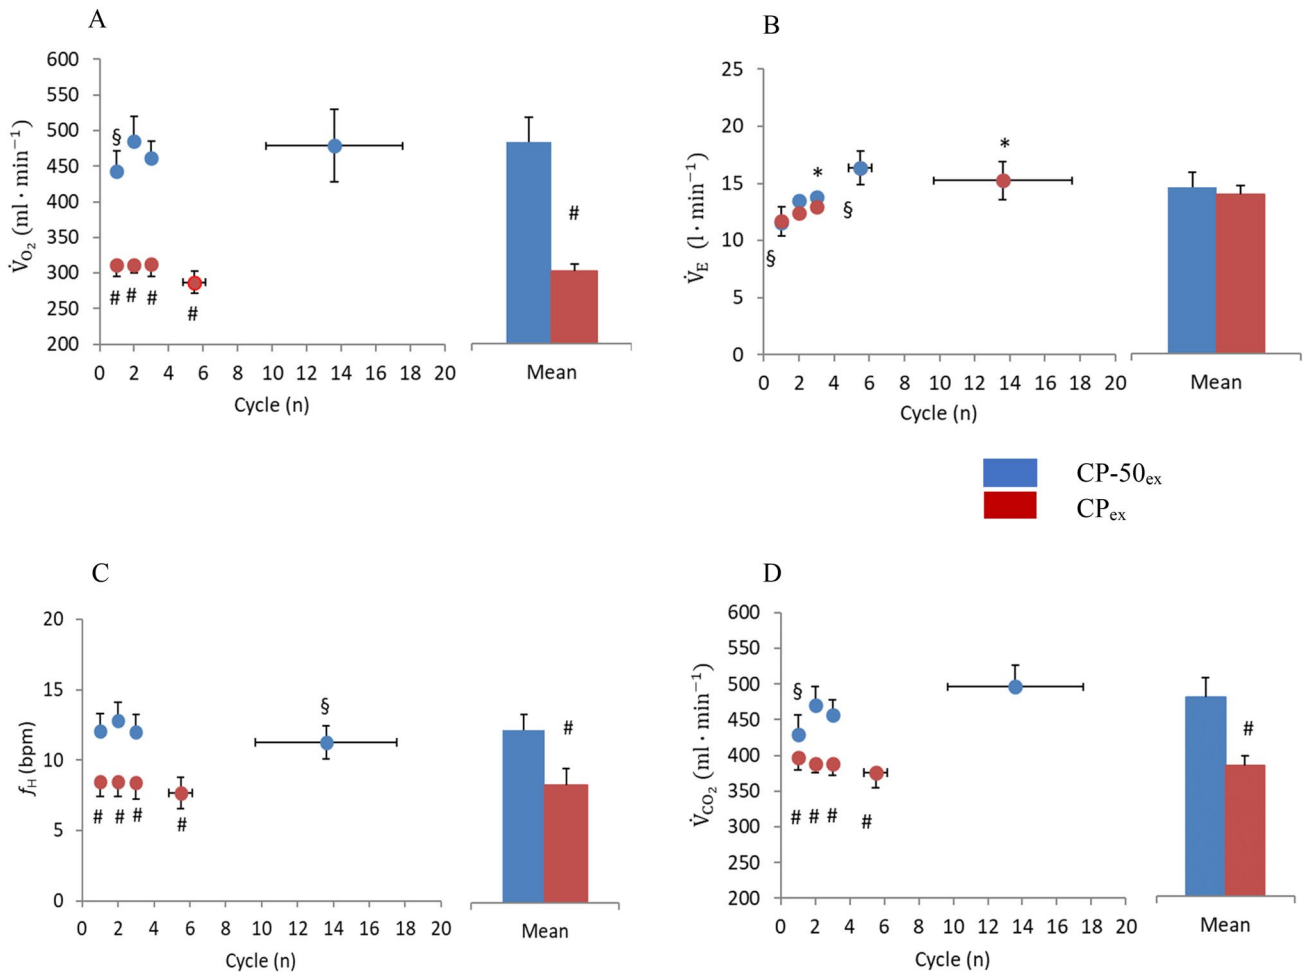 A
600
550
500
450
400
350
300
250
200
V̇O₂ (ml · min⁻¹)
§
#
# # #
#
0 2 4 6 8 10 12 14 16 18 20
Cycle (n)
Mean
B
25
20
15
10
5
0
V̇E (l · min⁻¹)
*
*
§
§
0 2 4 6 8 10 12 14 16 18 20
Cycle (n)
Mean
CP-50ex
CPex
C
20
15
10
5
0
fH (bpm)
§
#
# # #
#
0 2 4 6 8 10 12 14 16 18 20
Cycle (n)
Mean
D
600
550
500
450
400
350
300
250
200
V̇CO₂ (ml · min⁻¹)
§
#
# # # #
0 2 4 6 8 10 12 14 16 18 20
Cycle (n)
Mean